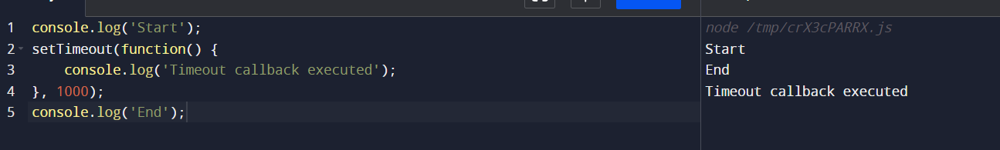 1 console.log('Start');
2 setTimeout(function() {
3     console.log('Timeout callback executed');
4 }, 1000);
5 console.log('End');
node /tmp/crX3cPARRX.js
Start
End
Timeout callback executed